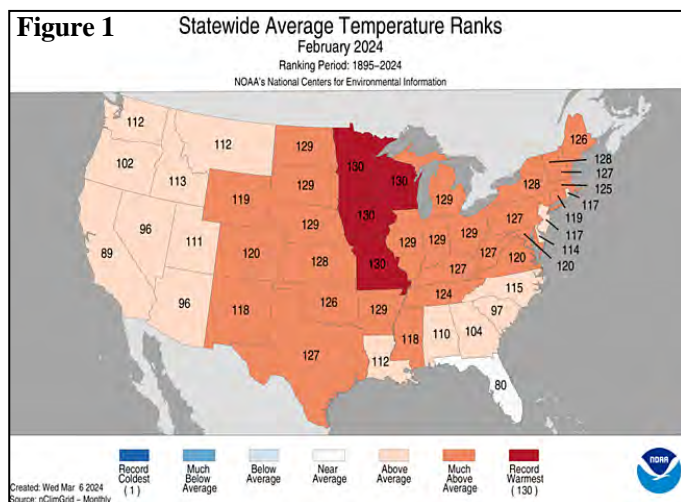 Figure 1
Statewide Average Temperature Ranks
February 2024
Ranking Period: 1895–2024
NOAA's National Centers for Environmental Information
112
102
112
113
89
96
111
96
119
120
118
129
129
129
128
126
127
130
130
130
130
129
112
129
129
129
129
127
124
118
110
104
97
115
80
127
120
127
128
126
128
127
125
117
119
117
114
120
Record
Coldest
( 1 )
Much
Below
Average
Below
Average
Near
Average
Above
Average
Much
Above
Average
Record
Warmest
( 130 )
NOAA
Created: Wed Mar 6 2024
Source: nClimGrid – Monthly